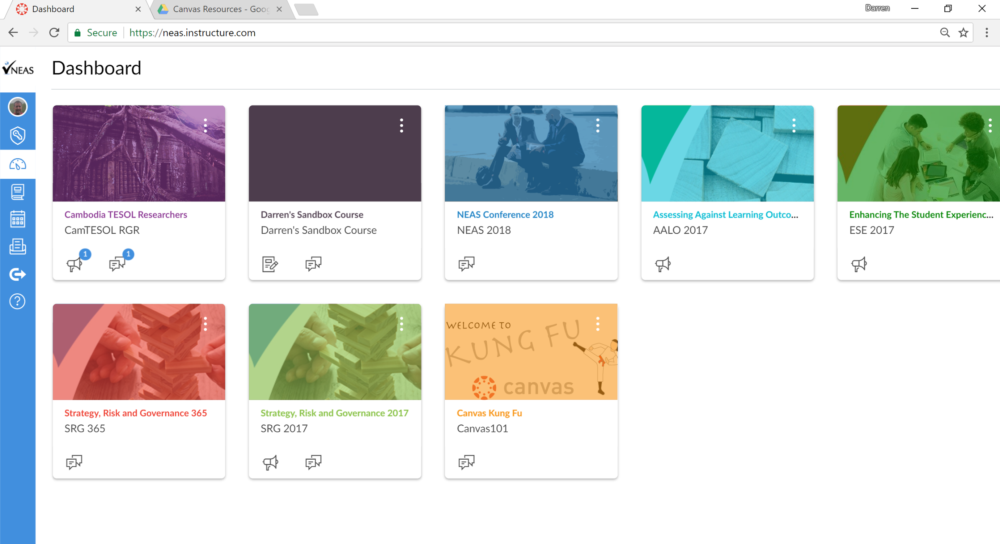 Dashboard
Canvas Resources - Goog
Darren
Secure
https://neas.instructure.com
NEAS
Dashboard
Cambodia TESOL Researchers
CamTESOL RGR
1
1
Darren's Sandbox Course
Darren's Sandbox Course
NEAS Conference 2018
NEAS 2018
Assessing Against Learning Outco...
AALO 2017
Enhancing The Student Experienc...
ESE 2017
Strategy, Risk and Governance 365
SRG 365
Strategy, Risk and Governance 2017
SRG 2017
WELCOME TO
KUNG FU
canvas
Canvas Kung Fu
Canvas101